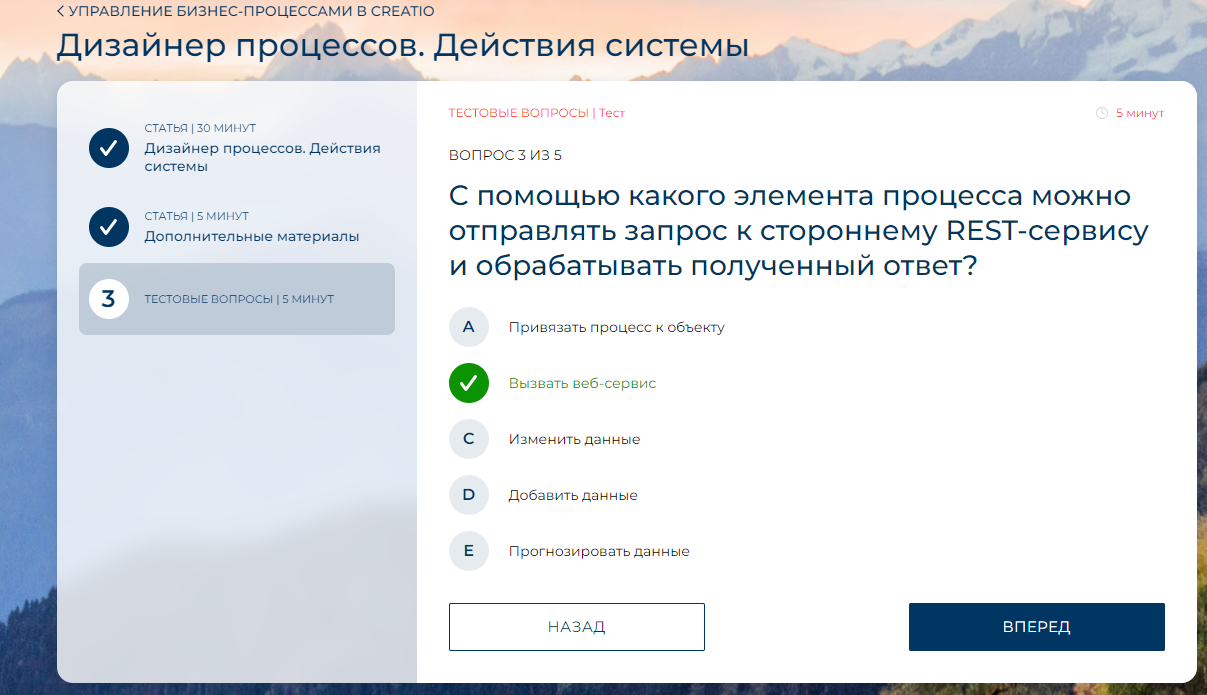 УПРАВЛЕНИЕ БИЗНЕС-ПРОЦЕССАМИ В CREATIO
Дизайнер процессов. Действия системы
СТАТЬЯ | 30 МИНУТ
Дизайнер процессов. Действия
системы
СТАТЬЯ | 5 МИНУТ
Дополнительные материалы
3
ТЕСТОВЫЕ ВОПРОСЫ | 5 МИНУТ
ТЕСТОВЫЕ ВОПРОСЫ | Тест
5 минут
ВОПРОС 3 ИЗ 5
С помощью какого элемента процесса можно
отправлять запрос к стороннему REST-сервису
и обрабатывать полученный ответ?
A Привязать процесс к объекту
Вызвать веб-сервис
C Изменить данные
D Добавить данные
E Прогнозировать данные
НАЗАД
ВПЕРЕД